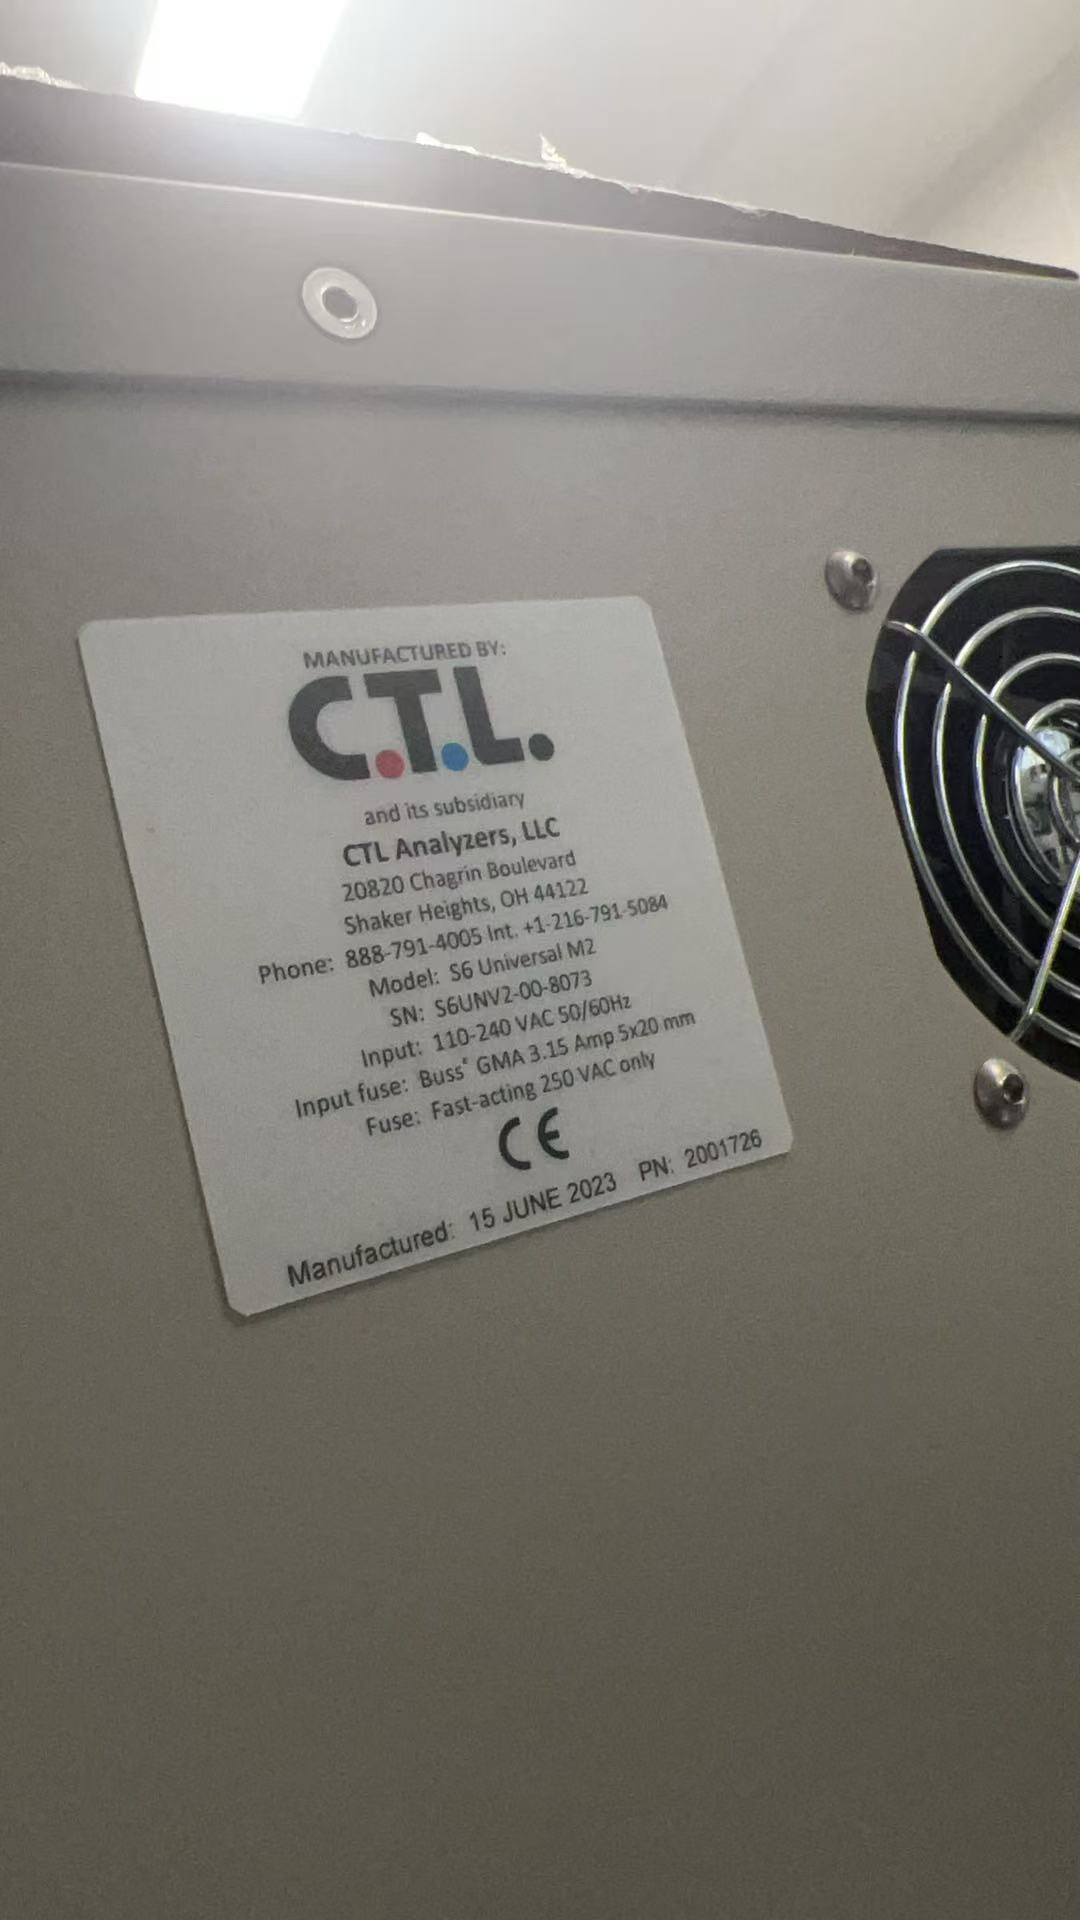 MANUFACTURED BY:
C.T.L.
and its subsidiary
CTL Analyzers, LLC
20820 Chagrin Boulevard
Shaker Heights, OH 44122
Phone: 888-791-4005 Int. +1-216-791-5084
Model: S6 Universal M2
SN: S6UNV2-00-8073
Input: 110-240 VAC 50/60Hz
Input fuse: Buss® GMA 3.15 Amp 5x20 mm
Fuse: Fast-acting 250 VAC only
CE
Manufactured: 15 JUNE 2023 PN: 2001726